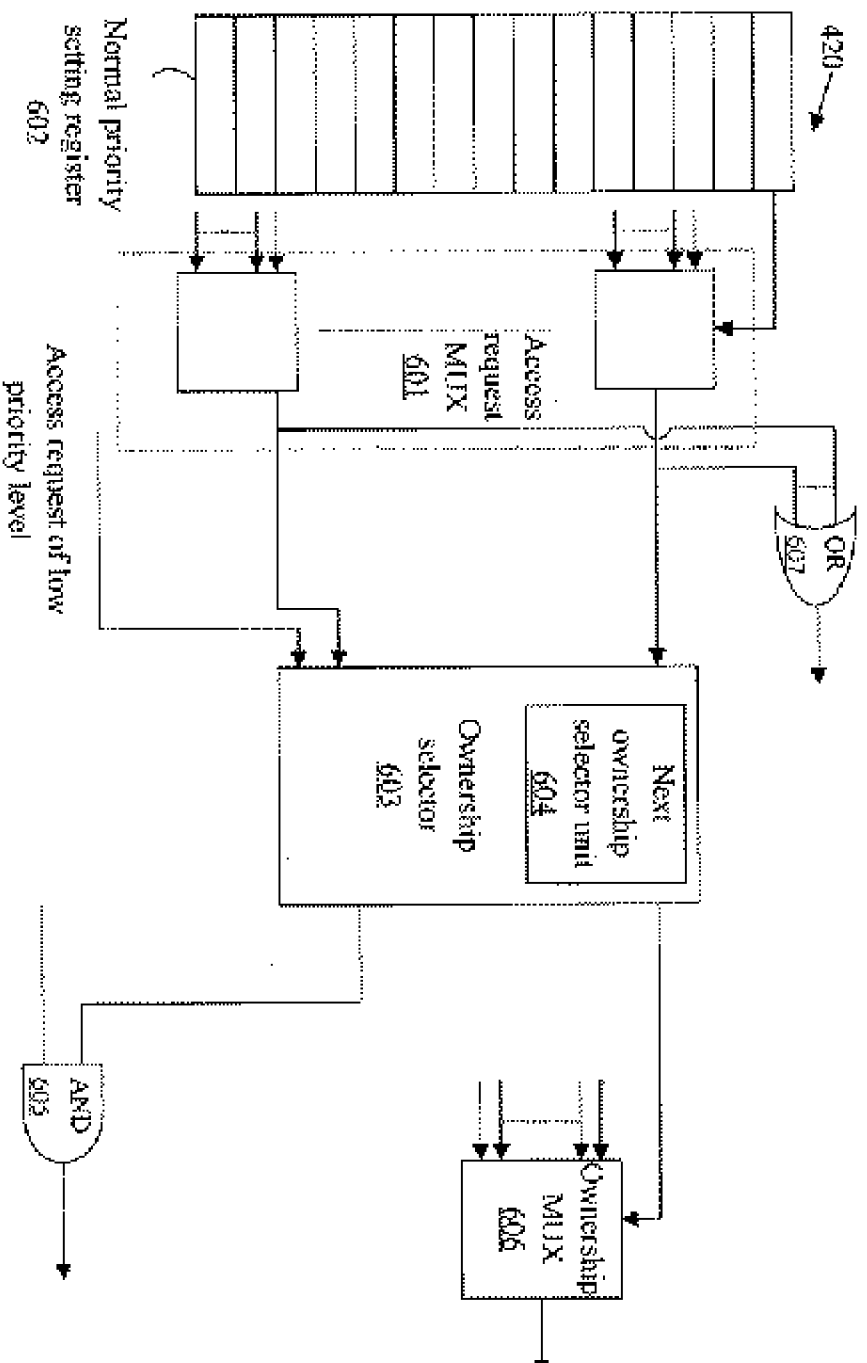 420
Normal priority
setting register
602
Access
request
MUX
601
Access request of low
priority level
OR
607
Next
ownership
selector unit
604
Ownership
selector
603
AND
605
Ownership
MUX
606